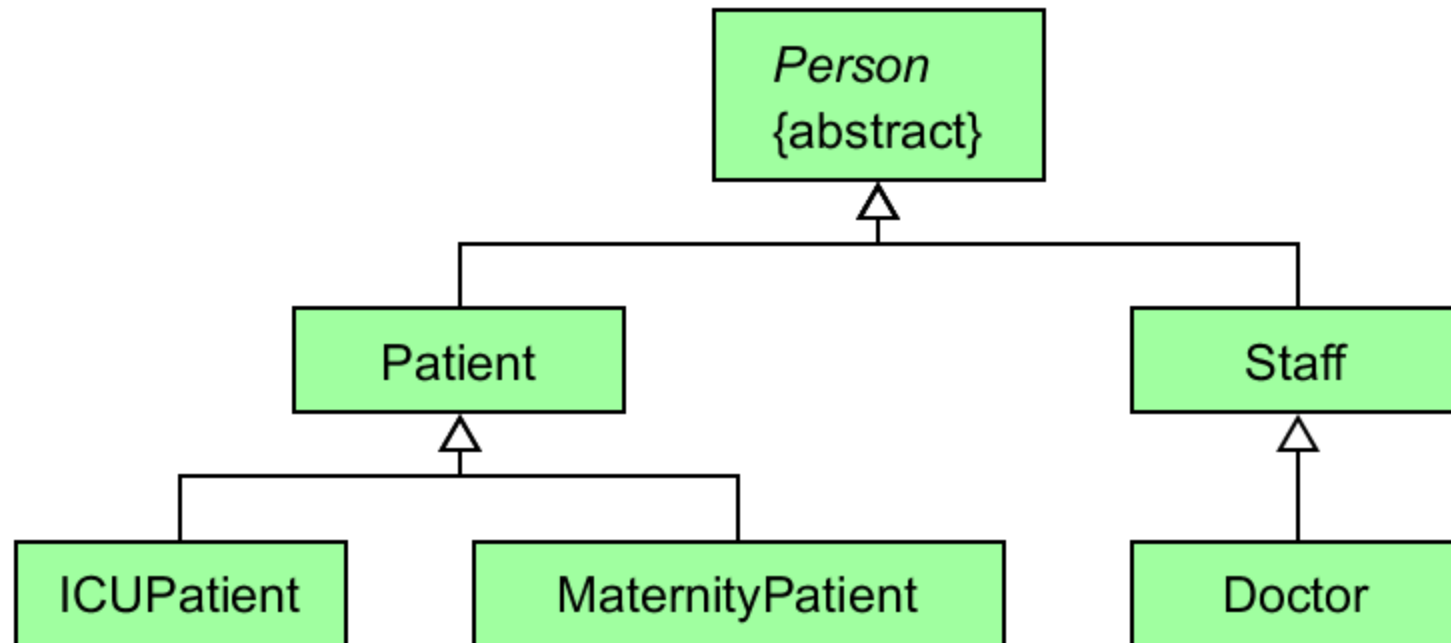 Person
{abstract}
Patient
Staff
ICUPatient
MaternityPatient
Doctor